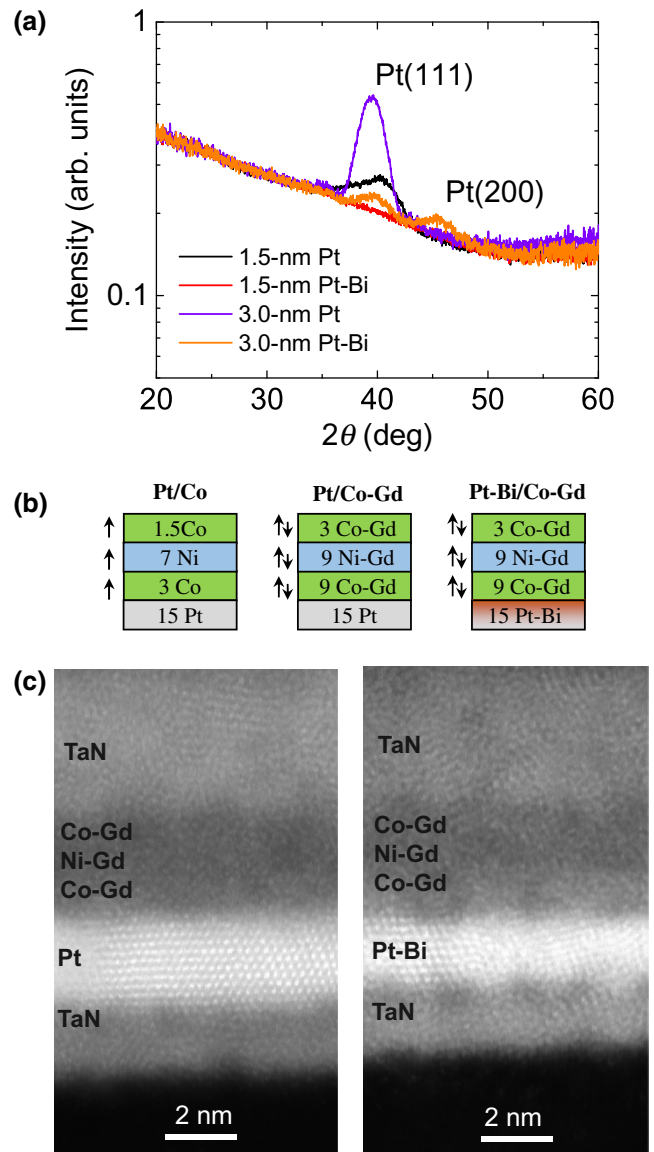 (a)
1
0.1
Intensity (arb. units)
Pt(111)
Pt(200)
1.5-nm Pt
1.5-nm Pt-Bi
3.0-nm Pt
3.0-nm Pt-Bi
20 30 40 50 60
2θ (deg)
(b)
Pt/Co Pt/Co-Gd Pt-Bi/Co-Gd
↑ 1.5Co ↑↓ 3 Co-Gd ↑↓ 3 Co-Gd
↑ 7 Ni ↑↓ 9 Ni-Gd ↑↓ 9 Ni-Gd
↑ 3 Co ↑↓ 9 Co-Gd ↑↓ 9 Co-Gd
15 Pt 15 Pt 15 Pt-Bi
(c)
TaN
Co-Gd
Ni-Gd
Co-Gd
Pt
TaN
2 nm
TaN
Co-Gd
Ni-Gd
Co-Gd
Pt-Bi
TaN
2 nm